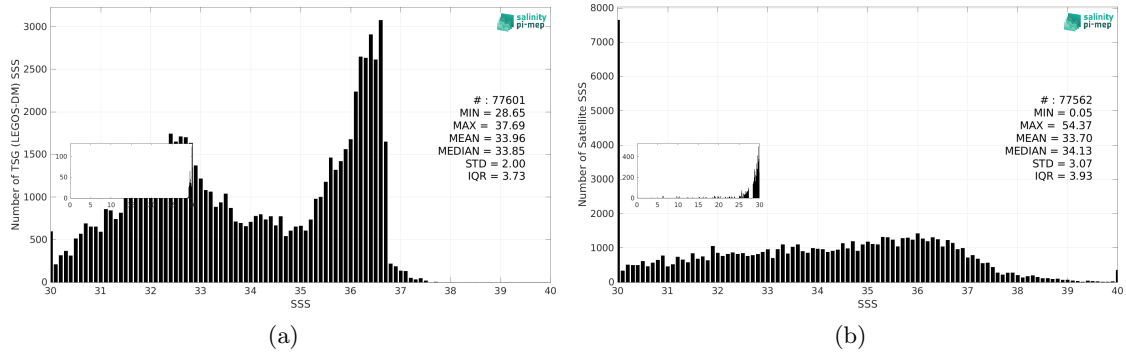 3000
2500
2000
1500
1000
500
0
Number of TSG (LEGOS-DM) SSS
salinity
pi-mep
# : 77601
MIN = 28.65
MAX = 37.69
MEAN = 33.96
MEDIAN = 33.85
STD = 2.00
IQR = 3.73
100
50
0
0 5 10 15 20 25
30 31 32 33 34 35 36 37 38 39 40
SSS
(a)
8000
7000
6000
5000
4000
3000
2000
1000
0
Number of Satellite SSS
salinity
pi-mep
# : 77562
MIN = 0.05
MAX = 54.37
MEAN = 33.70
MEDIAN = 34.13
STD = 3.07
IQR = 3.93
400
200
0
0 5 10 15 20 25 30
30 31 32 33 34 35 36 37 38 39 40
SSS
(b)